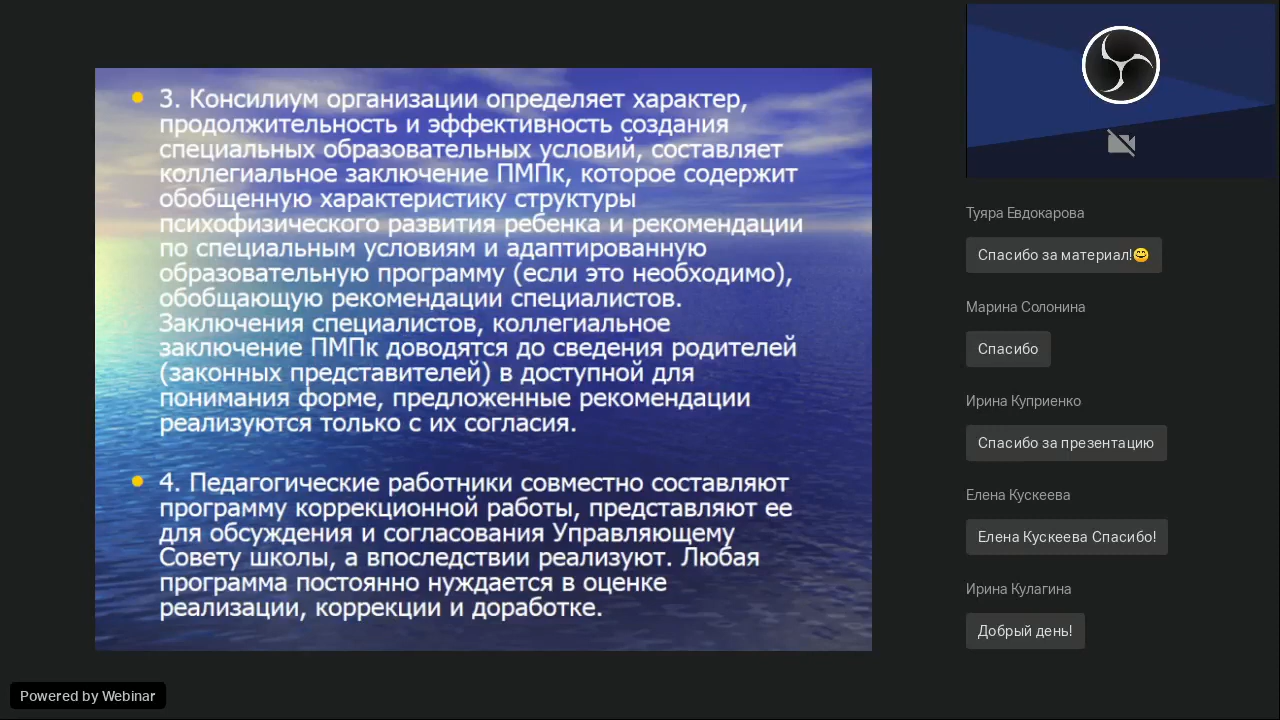 3. Консилиум организации определяет характер,
продолжительность и эффективность создания
специальных образовательных условий, составляет
коллегиальное заключение ПМПк, которое содержит
обобщенную характеристику структуры
психофизического развития ребенка и рекомендации
по специальным условиям и адаптированную
образовательную программу (если это необходимо),
обобщающую рекомендации специалистов.
Заключения специалистов, коллегиальное
заключение ПМПк доводятся до сведения родителей
(законных представителей) в доступной для
понимания форме, предложенные рекомендации
реализуются только с их согласия.
4. Педагогические работники совместно составляют
программу коррекционной работы, представляют ее
для обсуждения и согласования Управляющему
Совету школы, а впоследствии реализуют. Любая
программа постоянно нуждается в оценке
реализации, коррекции и доработке.
Туяра Евдокарова
Спасибо за материал!😊
Марина Солонина
Спасибо
Ирина Куприенко
Спасибо за презентацию
Елена Кускеева
Елена Кускеева Спасибо!
Ирина Кулагина
Добрый день!
Powered by Webinar